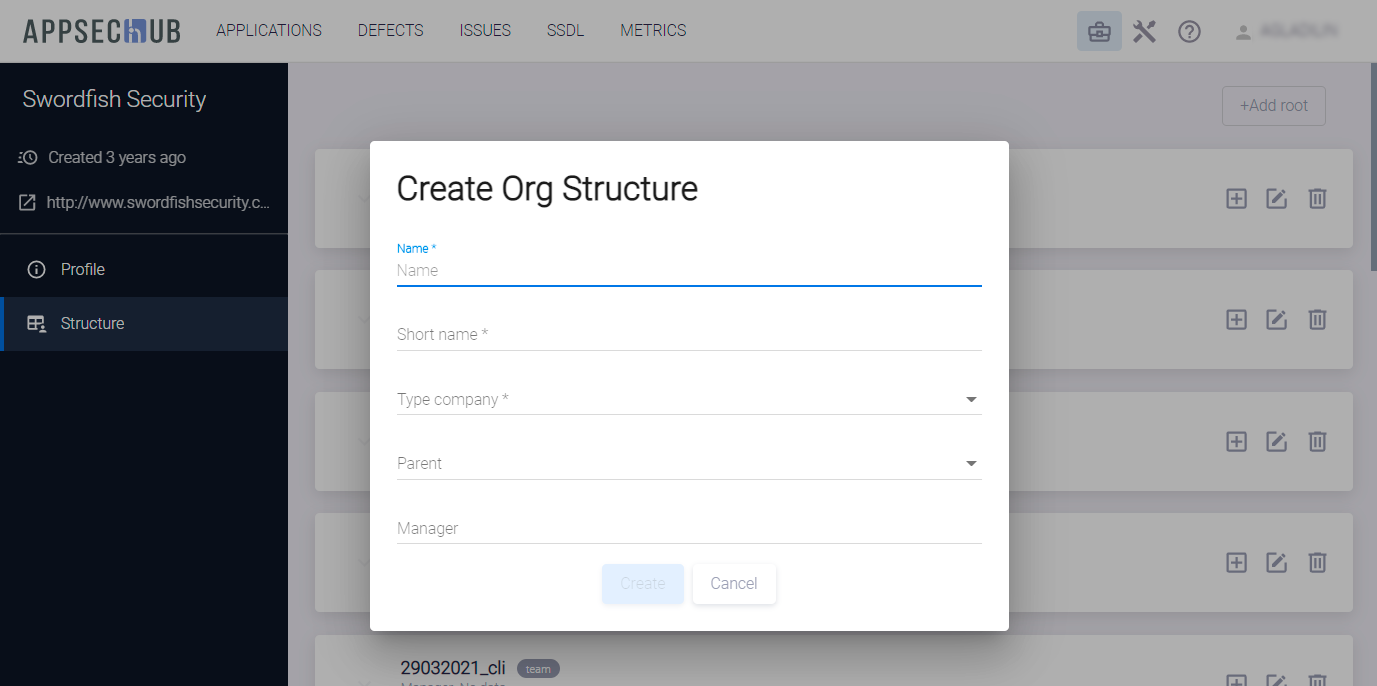 APPSECHUB APPLICATIONS DEFECTS ISSUES SSDL METRICS
Swordfish Security
Created 3 years ago
http://www.swordfishsecurity.c...
Profile
Structure
+Add root
Create Org Structure
Name *
Name
Short name *
Type company *
Parent
Manager
Create Cancel
29032021_cli team
Manager: No data